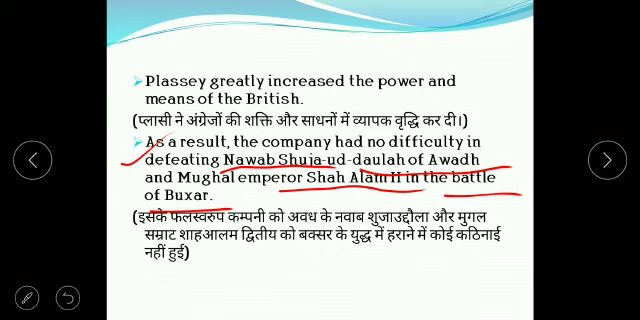 Plassey greatly increased the power and
means of the British.
(प्लासी ने अंग्रेजों की शक्ति और साधनों में व्यापक वृद्धि कर दी।)
As a result, the company had no difficulty in
defeating Nawab Shuja-ud-daulah of Awadh
and Mughal emperor Shah Alam II in the battle
of Buxar.
(इसके फलस्वरुप कम्पनी को अवध के नवाब शुजाउद्दौला और मुगल
सम्राट शाहआलम द्वितीय को बक्सर के युद्ध में हराने में कोई कठिनाई
नहीं हुई)